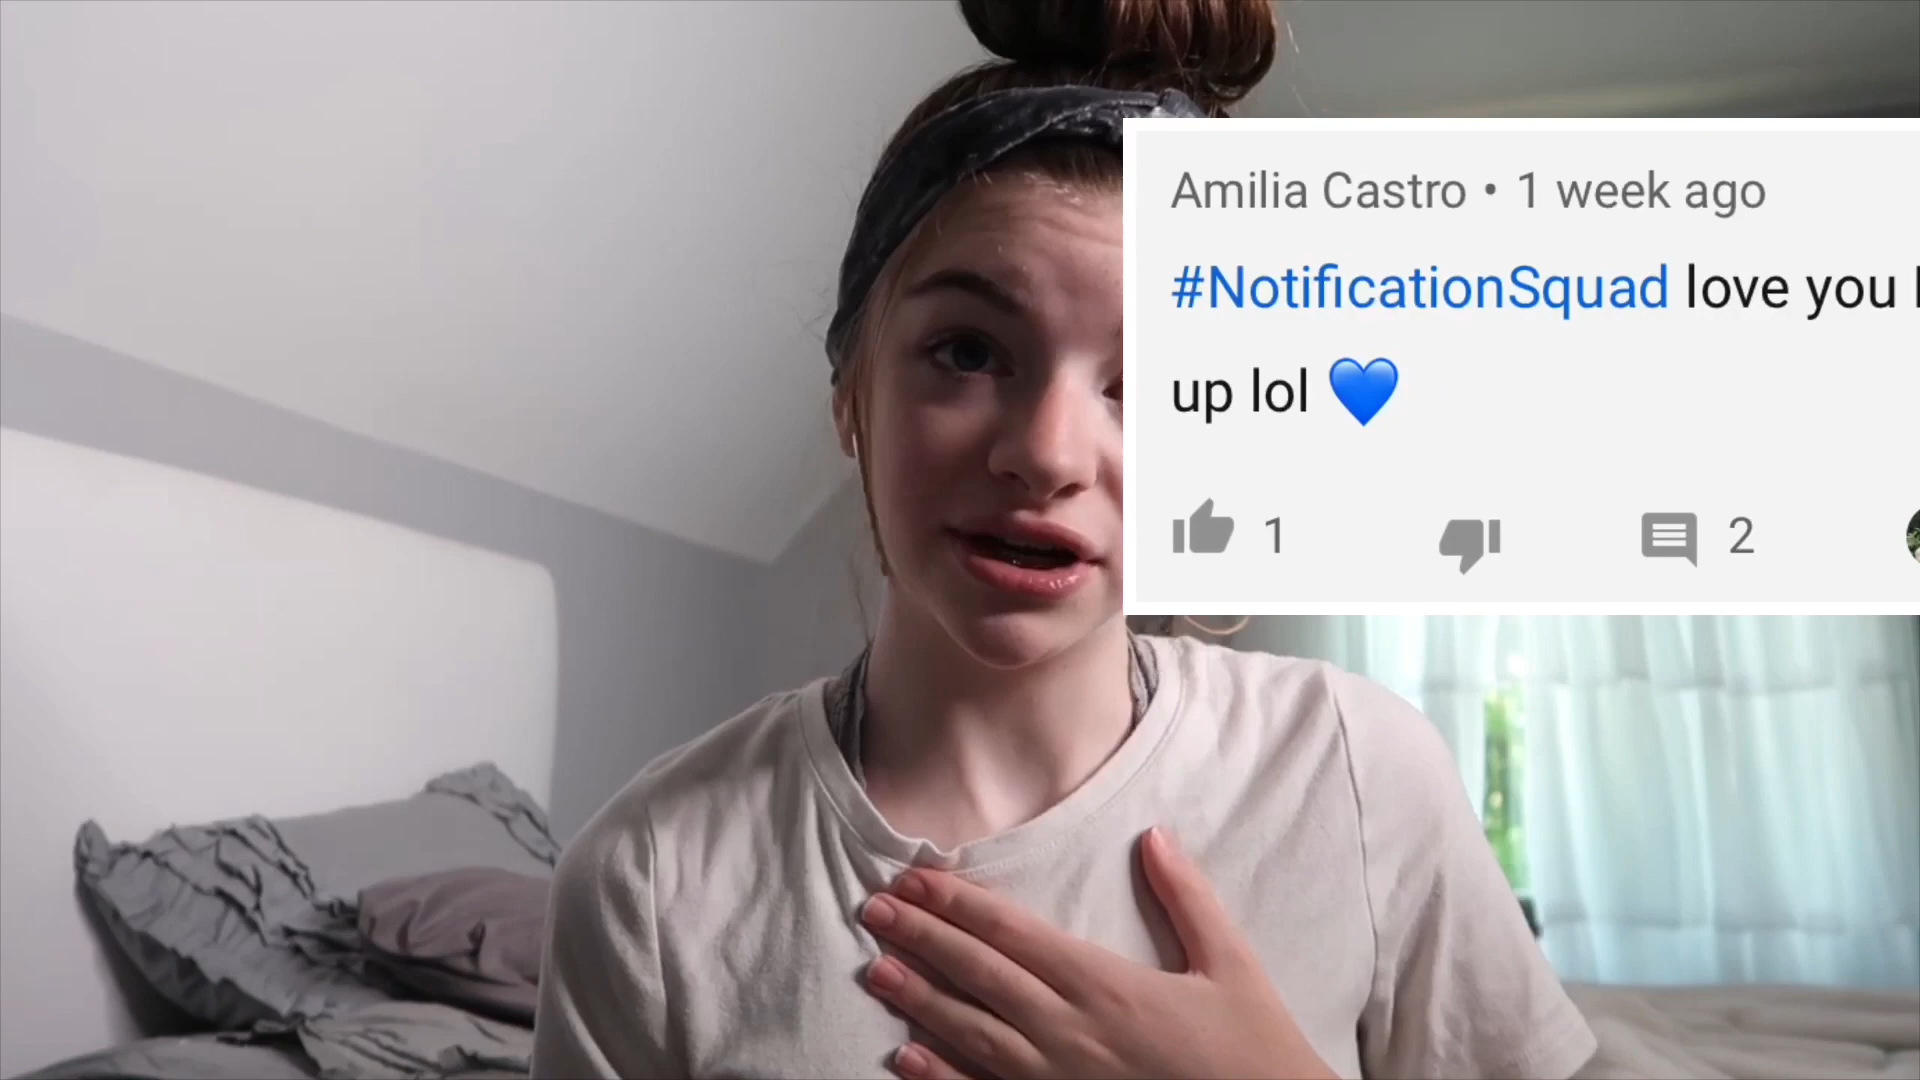 Amilia Castro • 1 week ago
#NotificationSquad love you
up lol 💙
1
2